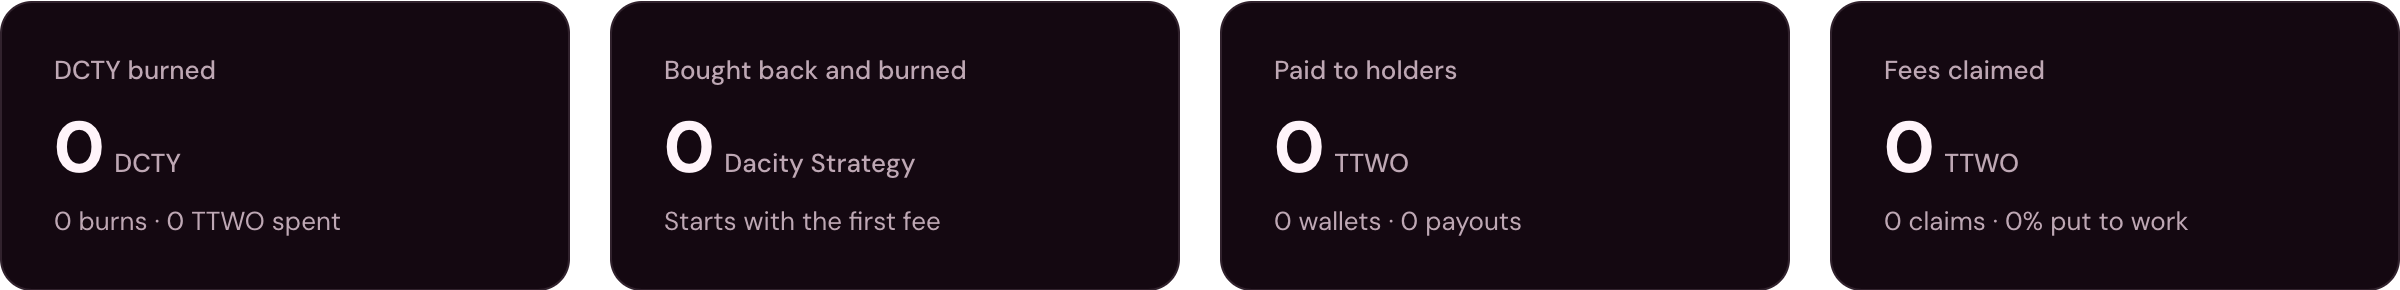 DCTY burned
0 DCTY
0 burns · 0 TTWO spent
Bought back and burned
0 Dacity Strategy
Starts with the first fee
Paid to holders
0 TTWO
0 wallets · 0 payouts
Fees claimed
0 TTWO
0 claims · 0% put to work